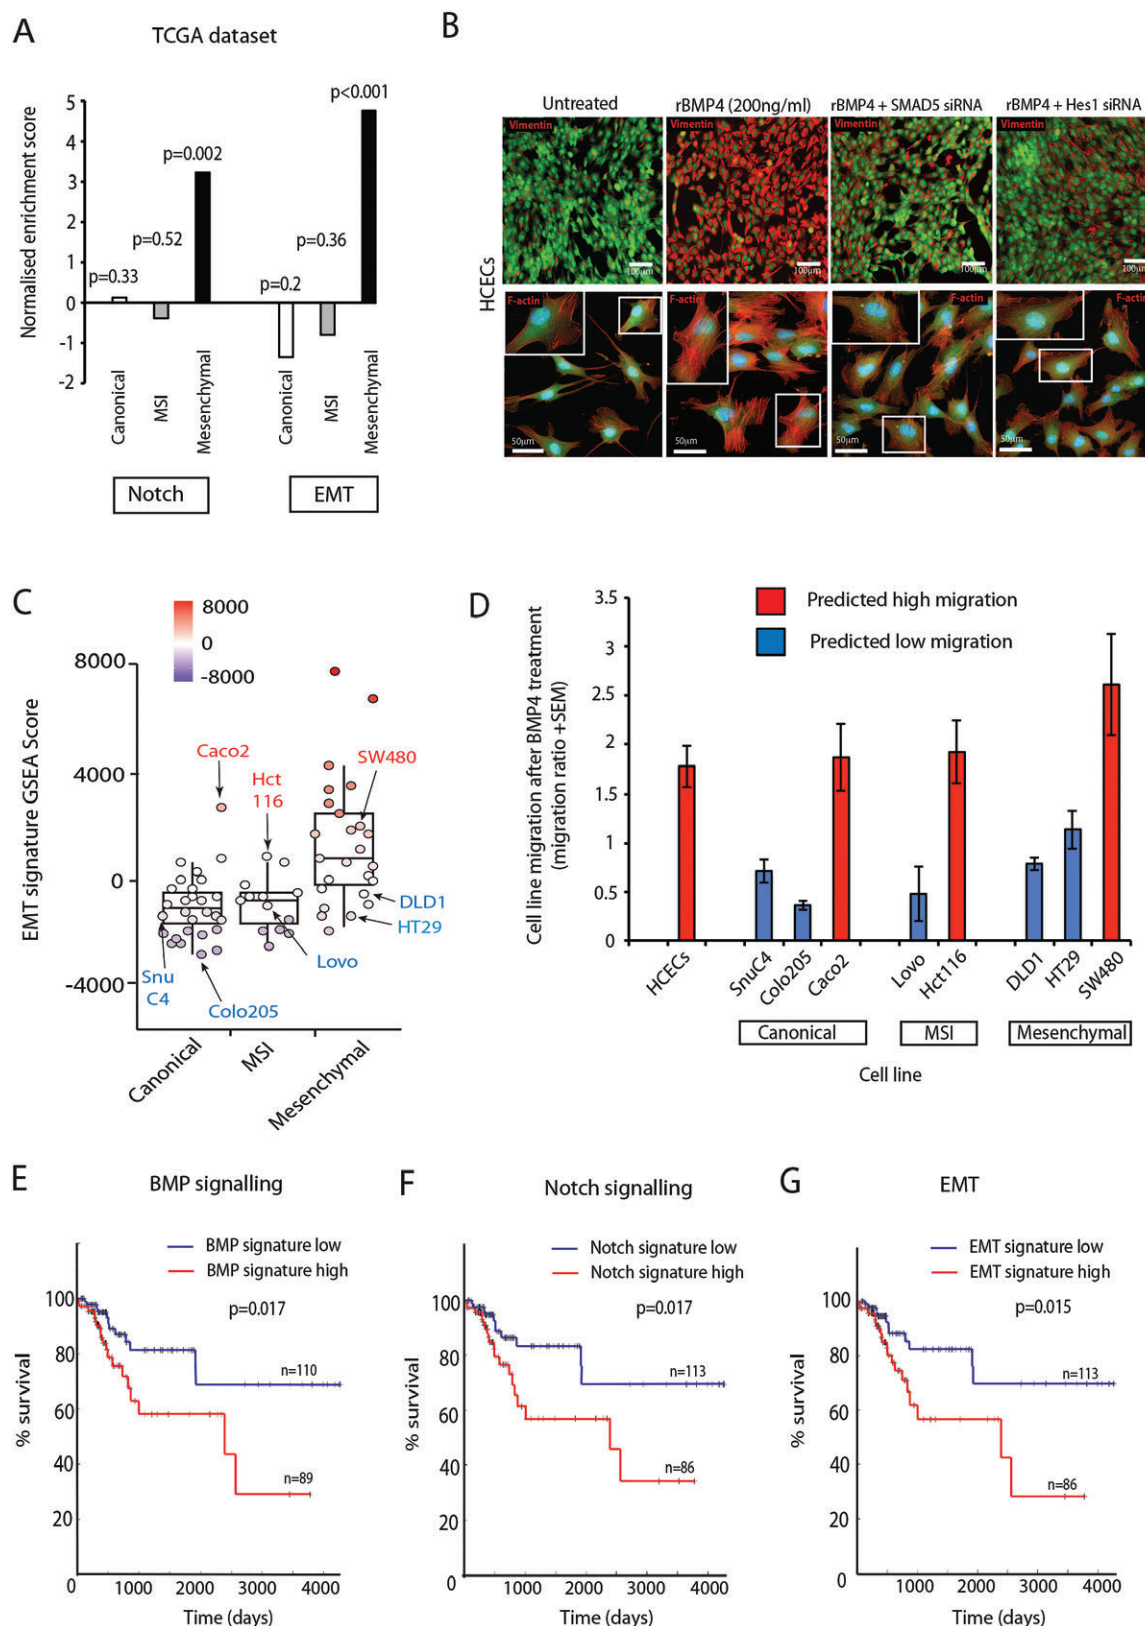 A
TCGA dataset
Normalised enrichment score
5
4
3
2
1
0
-1
-2
p=0.33
p=0.52
p=0.002
p=0.2
p=0.36
p<0.001
Canonical
MSI
Mesenchymal
Canonical
MSI
Mesenchymal
Notch
EMT
B
Untreated
rBMP4 (200ng/ml)
rBMP4 + SMAD5 siRNA
rBMP4 + Hes1 siRNA
HCECs
Vimentin
Vimentin
Vimentin
Vimentin
100μm
100μm
100μm
100μm
F-actin
F-actin
F-actin
F-actin
50μm
50μm
50μm
50μm
C
8000
0
-8000
EMT signature GSEA Score
8000
4000
0
-4000
Caco2
Hct
116
SW480
DLD1
HT29
Lovo
Snu
C4
Colo205
Canonical
MSI
Mesenchymal
D
Predicted high migration
Predicted low migration
Cell line migration after BMP4 treatment
(migration ratio +SEM)
3.5
3
2.5
2
1.5
1
0.5
0
HCECs
SnuC4
Colo205
Caco2
Lovo
Hct116
DLD1
HT29
SW480
Canonical
MSI
Mesenchymal
Cell line
E
BMP signalling
BMP signature low
BMP signature high
p=0.017
n=110
n=89
% survival
100
80
60
40
20
0
1000
2000
3000
4000
Time (days)
F
Notch signalling
Notch signature low
Notch signature high
p=0.017
n=113
n=86
% survival
100
80
60
40
20
0
1000
2000
3000
4000
Time (days)
G
EMT
EMT signature low
EMT signature high
p=0.015
n=113
n=86
% survival
100
80
60
40
20
0
1000
2000
3000
4000
Time (days)